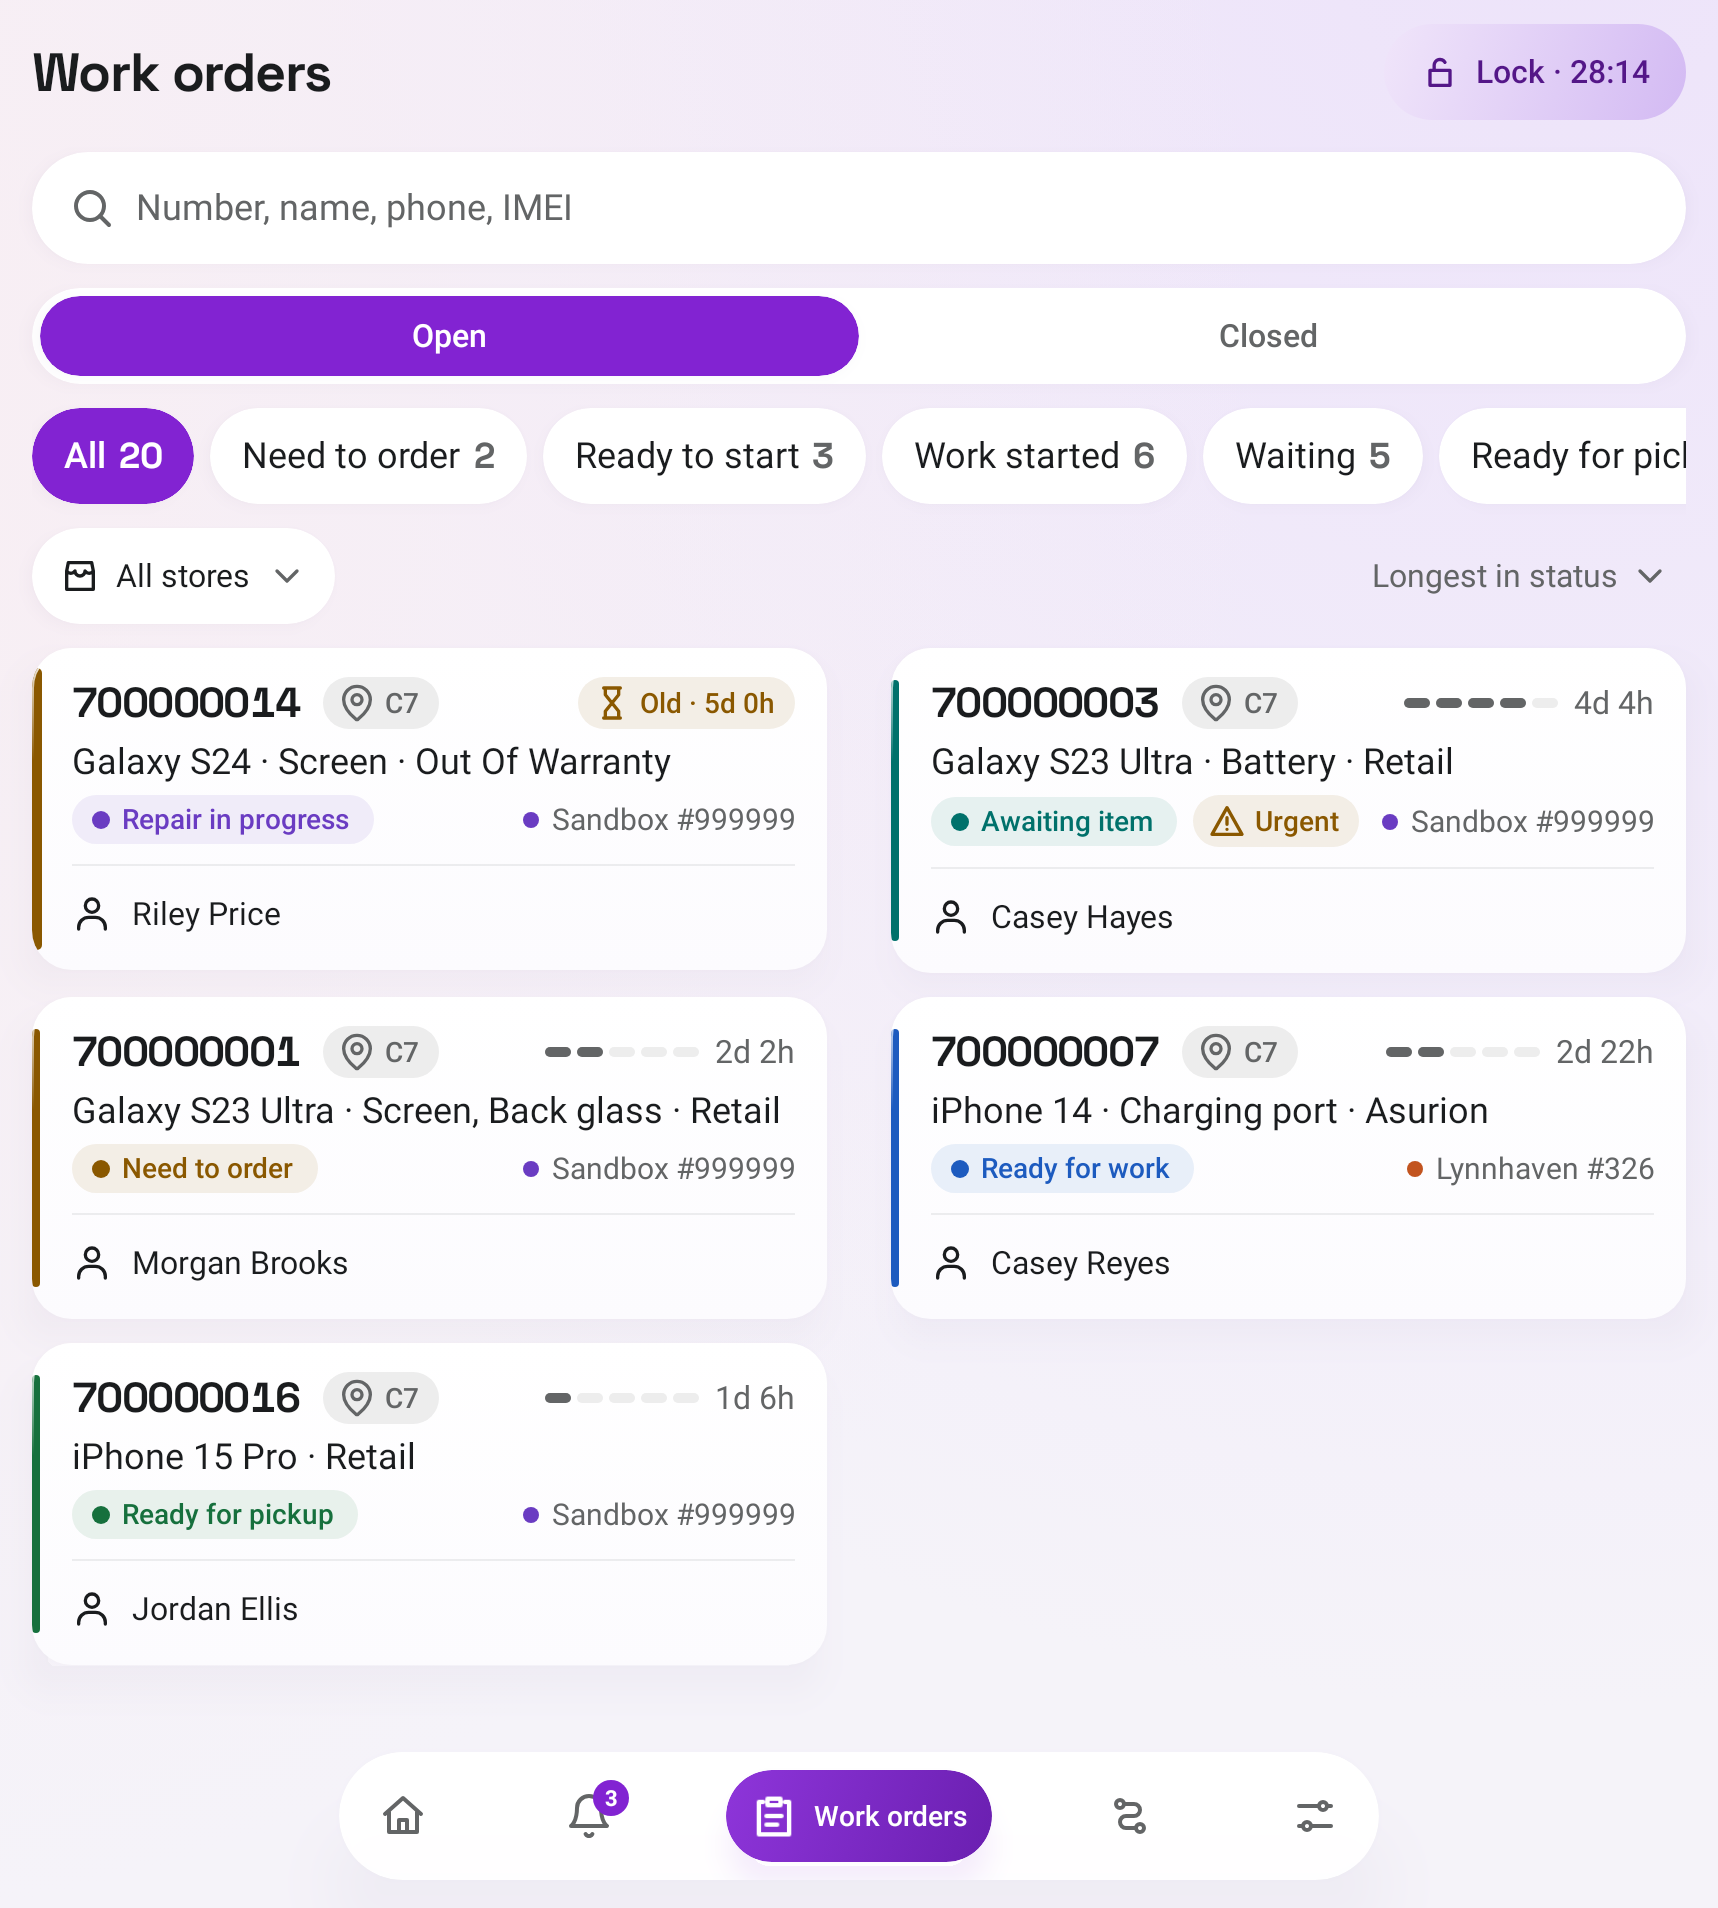 Work orders
Lock · 28:14
Number, name, phone, IMEI
Open
Closed
All 20
Need to order 2
Ready to start 3
Work started 6
Waiting 5
Ready for pick
All stores
Longest in status
700000014
C7
Old · 5d 0h
Galaxy S24 · Screen · Out Of Warranty
Repair in progress
Sandbox #999999
Riley Price
700000003
C7
4d 4h
Galaxy S23 Ultra · Battery · Retail
Awaiting item
Urgent
Sandbox #999999
Casey Hayes
700000001
C7
2d 2h
Galaxy S23 Ultra · Screen, Back glass · Retail
Need to order
Sandbox #999999
Morgan Brooks
700000007
C7
2d 22h
iPhone 14 · Charging port · Asurion
Ready for work
Lynnhaven #326
Casey Reyes
700000016
C7
1d 6h
iPhone 15 Pro · Retail
Ready for pickup
Sandbox #999999
Jordan Ellis
3
Work orders